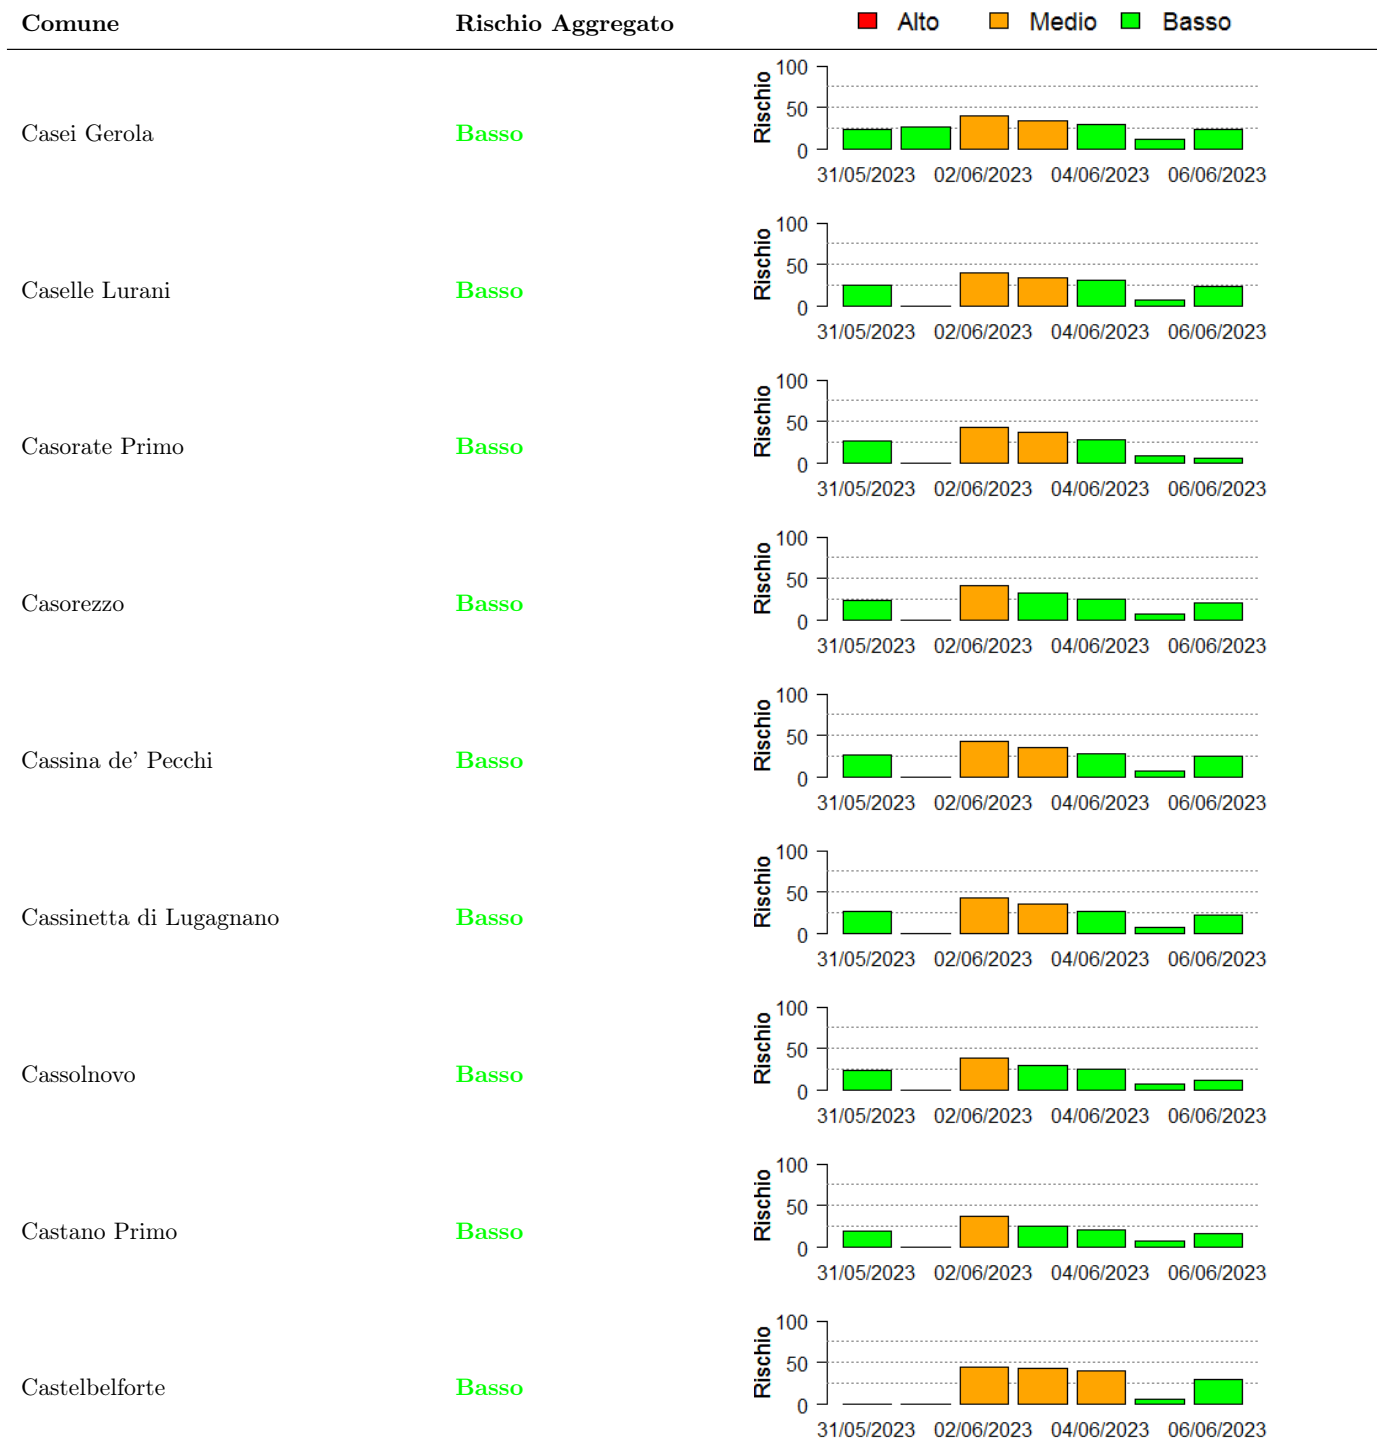 Comune Rischio Aggregato Alto Medio Basso
100
50
0
Rischio
Casei Gerola Basso
31/05/2023 02/06/2023 04/06/2023 06/06/2023
100
50
0
Rischio
Caselle Lurani Basso
31/05/2023 02/06/2023 04/06/2023 06/06/2023
100
50
0
Rischio
Casorate Primo Basso
31/05/2023 02/06/2023 04/06/2023 06/06/2023
100
50
0
Rischio
Casorezzo Basso
31/05/2023 02/06/2023 04/06/2023 06/06/2023
100
50
0
Rischio
Cassina de’ Pecchi Basso
31/05/2023 02/06/2023 04/06/2023 06/06/2023
100
50
0
Rischio
Cassinetta di Lugagnano Basso
31/05/2023 02/06/2023 04/06/2023 06/06/2023
100
50
0
Rischio
Cassolnovo Basso
31/05/2023 02/06/2023 04/06/2023 06/06/2023
100
50
0
Rischio
Castano Primo Basso
31/05/2023 02/06/2023 04/06/2023 06/06/2023
100
50
0
Rischio
Castelbelforte Basso
31/05/2023 02/06/2023 04/06/2023 06/06/2023